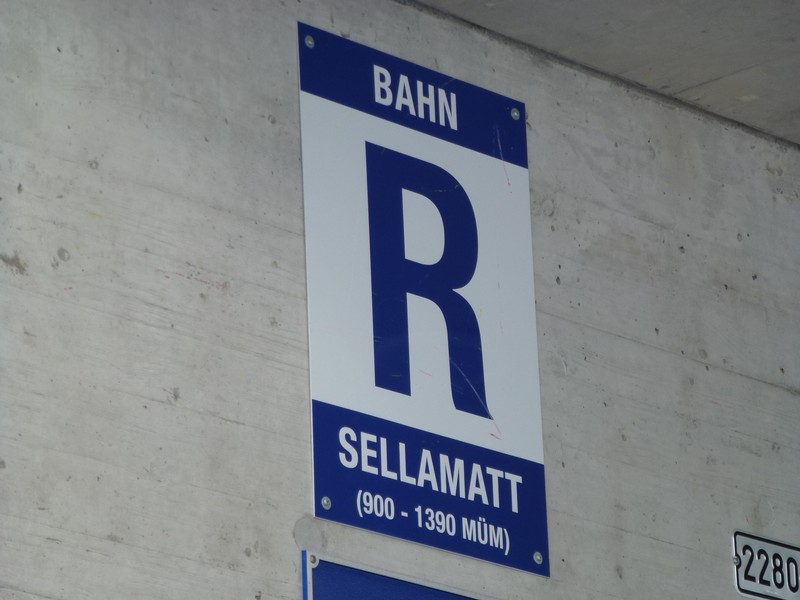 BAHN
R
SELLAMATT
(900 - 1390 MÜM)
2280